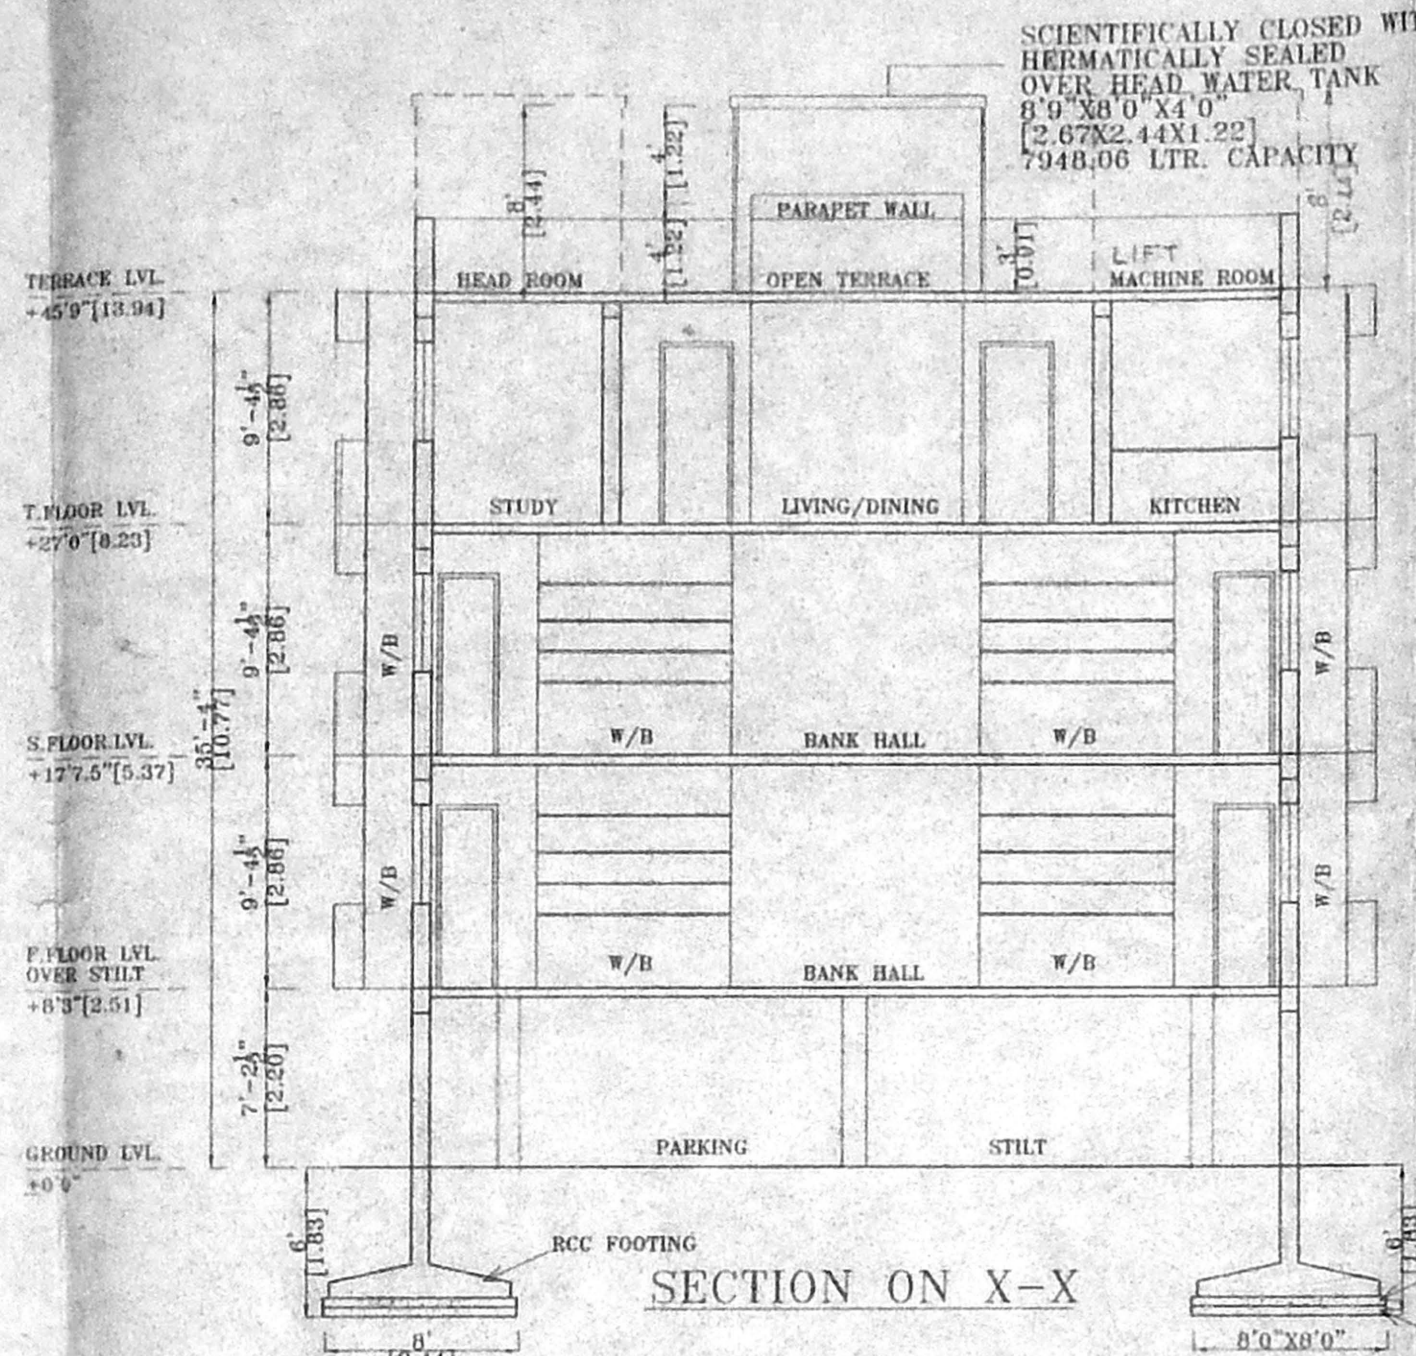 SCIENTIFICALLY CLOSED WIT
HERMATICALLY SEALED
OVER HEAD WATER TANK
8'9"X8'0"X4'0"
[2.67X2.44X1.22]
7948.06 LTR. CAPACITY
8'
[2.44]
4'
[1.22]
4'
[1.22]
PARAPET WALL
3'
[0.01]
8'
LIFT
TERRACE LVL.
+45'9"[13.94]
HEAD ROOM
OPEN TERRACE
MACHINE ROOM
9'-4½"
[2.86]
T.FLOOR LVL.
+27'0"[8.23]
STUDY
LIVING/DINING
KITCHEN
9'-4½"
[2.86]
W/B
W/B
35'-4"
[10.77]
S.FLOOR.LVL.
+17'7.5"[5.37]
W/B
BANK HALL
W/B
9'-4½"
[2.86]
W/B
W/B
F.FLOOR LVL.
OVER STILT
+8'3"[2.51]
W/B
BANK HALL
W/B
7'-2½"
[2.20]
GROUND LVL.
+0'0"
PARKING
STILT
6'
[1.83]
RCC FOOTING
6'
[1.83]
SECTION ON X-X
8'
8'0"X8'0"